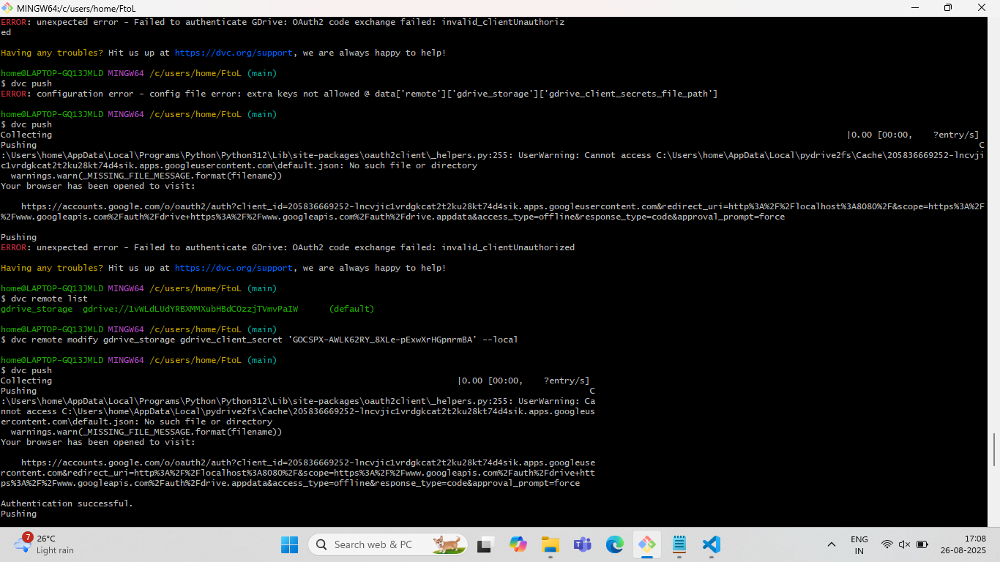 MINGW64:/c/users/home/FtoL
ERROR: unexpected error - Failed to authenticate GDrive: OAuth2 code exchange failed: invalid_clientUnauthoriz
ed
Having any troubles? Hit us up at https://dvc.org/support, we are always happy to help!
home@LAPTOP-GQ13JMLD MINGW64 /c/users/home/FtoL (main)
$ dvc push
ERROR: configuration error - config file error: extra keys not allowed @ data['remote']['gdrive_storage']['gdrive_client_secrets_file_path']
home@LAPTOP-GQ13JMLD MINGW64 /c/users/home/FtoL (main)
$ dvc push
Collecting |0.00 [00:00, ?entry/s]
Pushing C
:\Users\home\AppData\Local\Programs\Python\Python312\Lib\site-packages\oauth2client\_helpers.py:255: UserWarning: Cannot access C:\Users\home\AppData\Local\pydrive2fs\Cache\205836669252-lncvji
c1vrdgkcat2t2ku28kt74d4sik.apps.googleusercontent.com\default.json: No such file or directory
warnings.warn(_MISSING_FILE_MESSAGE.format(filename))
Your browser has been opened to visit:
https://accounts.google.com/o/oauth2/auth?client_id=205836669252-lncvjic1vrdgkcat2t2ku28kt74d4sik.apps.googleusercontent.com&redirect_uri=http%3A%2F%2Flocalhost%3A8080%2F&scope=https%3A%2F
%2Fwww.googleapis.com%2Fauth%2Fdrive+https%3A%2F%2Fwww.googleapis.com%2Fauth%2Fdrive.appdata&access_type=offline&response_type=code&approval_prompt=force
Pushing
ERROR: unexpected error - Failed to authenticate GDrive: OAuth2 code exchange failed: invalid_clientUnauthorized
Having any troubles? Hit us up at https://dvc.org/support, we are always happy to help!
home@LAPTOP-GQ13JMLD MINGW64 /c/users/home/FtoL (main)
$ dvc remote list
gdrive_storage gdrive://1vWLdLUdYRBXMMXubHBdCOzzjTVmvPaIW (default)
home@LAPTOP-GQ13JMLD MINGW64 /c/users/home/FtoL (main)
$ dvc remote modify gdrive_storage gdrive_client_secret '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' --local
home@LAPTOP-GQ13JMLD MINGW64 /c/users/home/FtoL (main)
$ dvc push
Collecting |0.00 [00:00, ?entry/s]
Pushing C
:\Users\home\AppData\Local\Programs\Python\Python312\Lib\site-packages\oauth2client\_helpers.py:255: UserWarning: Ca
nnot access C:\Users\home\AppData\Local\pydrive2fs\Cache\205836669252-lncvjic1vrdgkcat2t2ku28kt74d4sik.apps.googleus
ercontent.com\default.json: No such file or directory
warnings.warn(_MISSING_FILE_MESSAGE.format(filename))
Your browser has been opened to visit:
https://accounts.google.com/o/oauth2/auth?client_id=205836669252-lncvjic1vrdgkcat2t2ku28kt74d4sik.apps.googleuse
rcontent.com&redirect_uri=http%3A%2F%2Flocalhost%3A8080%2F&scope=https%3A%2F%2Fwww.googleapis.com%2Fauth%2Fdrive+htt
ps%3A%2F%2Fwww.googleapis.com%2Fauth%2Fdrive.appdata&access_type=offline&response_type=code&approval_prompt=force
Authentication successful.
Pushing
7
26°C
Light rain
Search web & PC
ENG
IN
17:08
26-08-2025